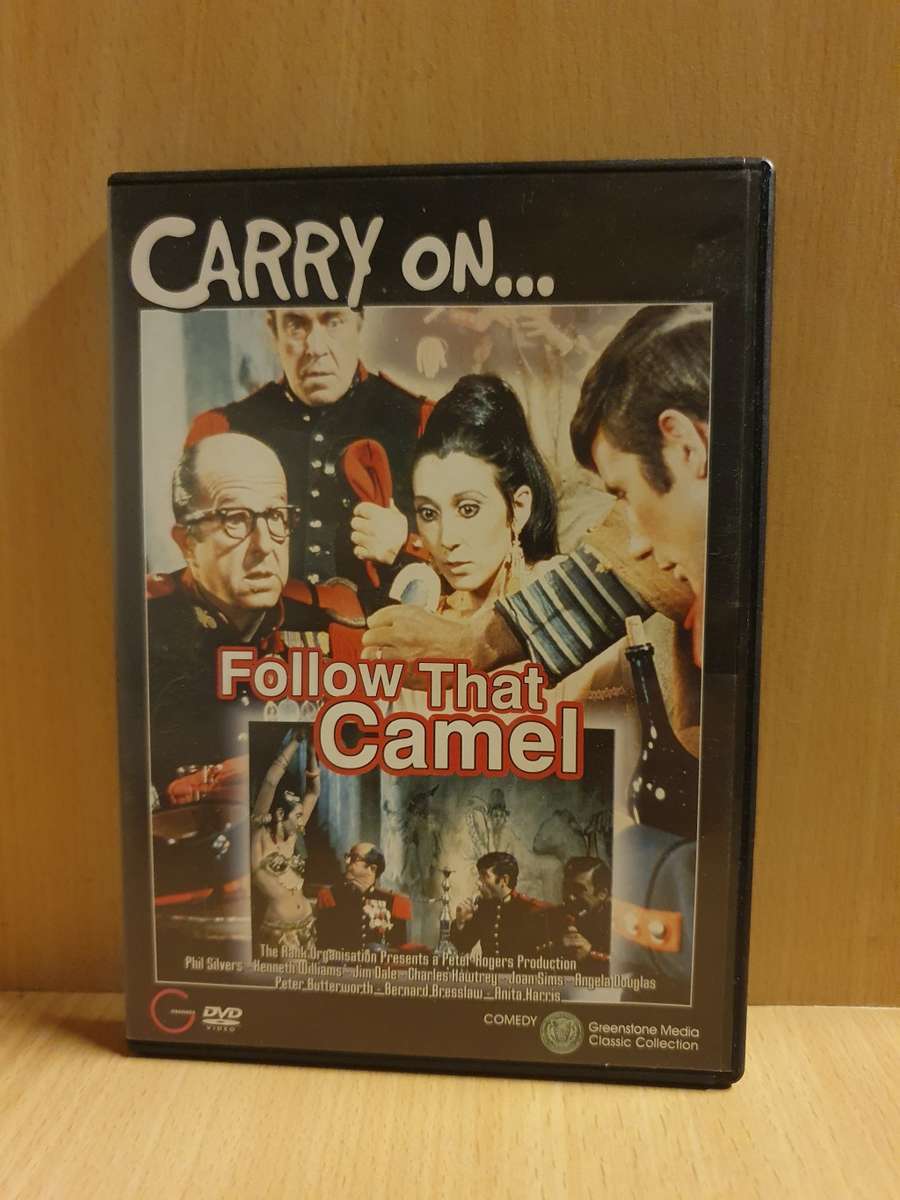 CARRY ON...
Follow That
Camel
The Rank Organisation Presents a Peter Rogers Production
Phil Silvers - Kenneth Williams - Jim Dale - Charles Hawtrey - Joan Sims - Angela Douglas
Peter Butterworth - Bernard Bresslaw - Anita Harris
DVD
VIDEO
COMEDY
Greenstone Media
Classic Collection